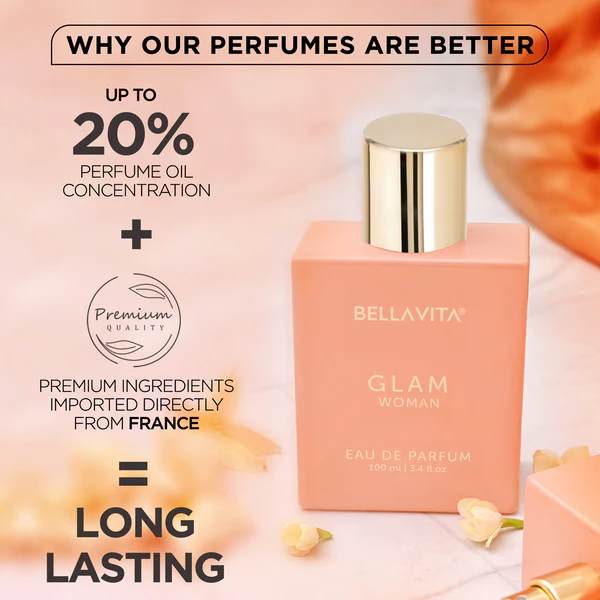 WHY OUR PERFUMES ARE BETTER
UP TO
20%
PERFUME OIL
CONCENTRATION
+
Premium
QUALITY
PREMIUM INGREDIENTS
IMPORTED DIRECTLY
FROM FRANCE
=
LONG
LASTING
BELLAVITA®
GLAM
WOMAN
EAU DE PARFUM
100 ml | 3.4 fl.oz